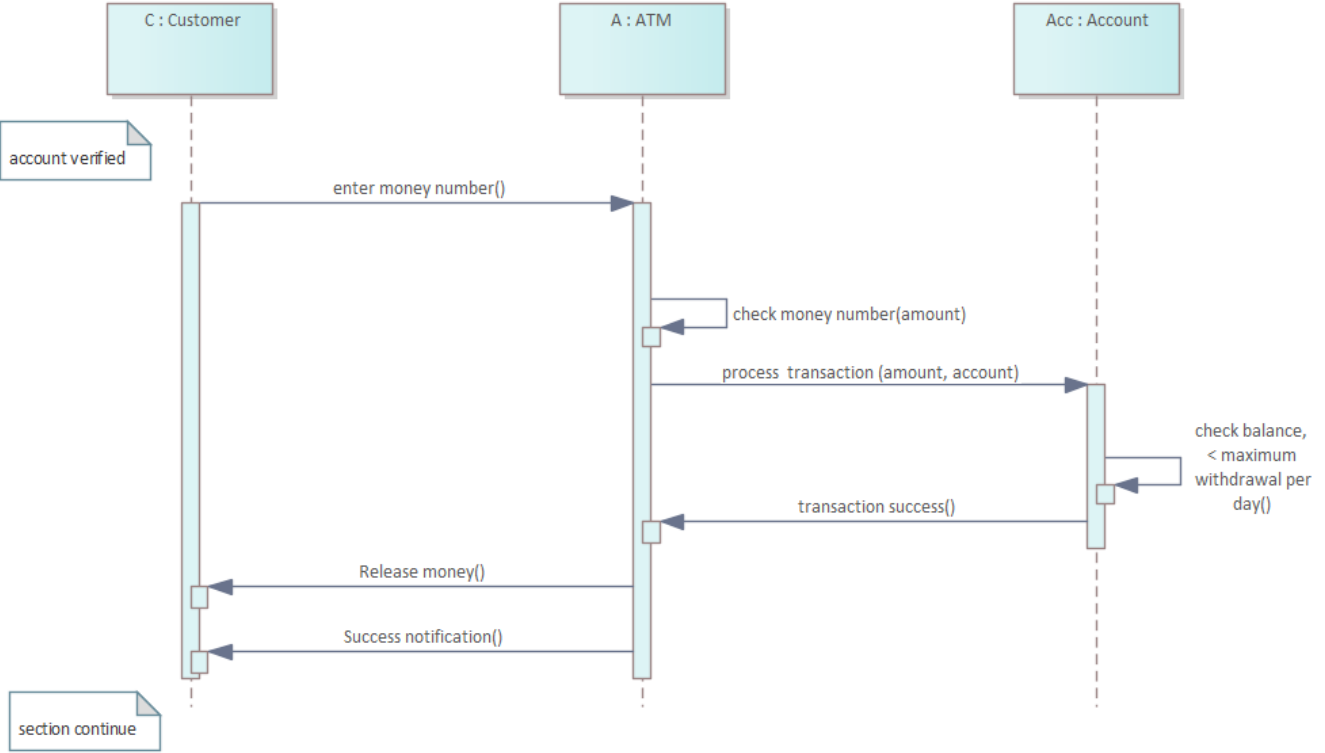 C : Customer
A : ATM
Acc : Account
account verified
enter money number()
check money number(amount)
process  transaction (amount, account)
check balance,
< maximum
withdrawal per
day()
transaction success()
Release money()
Success notification()
section continue